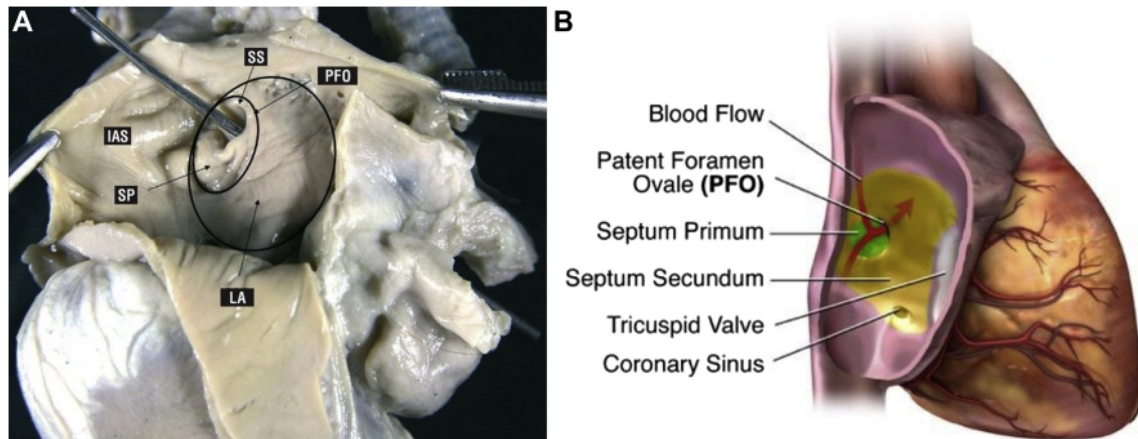 A
SS
PFO
IAS
SP
LA
B
Blood Flow
Patent Foramen
Ovale (PFO)
Septum Primum
Septum Secundum
Tricuspid Valve
Coronary Sinus